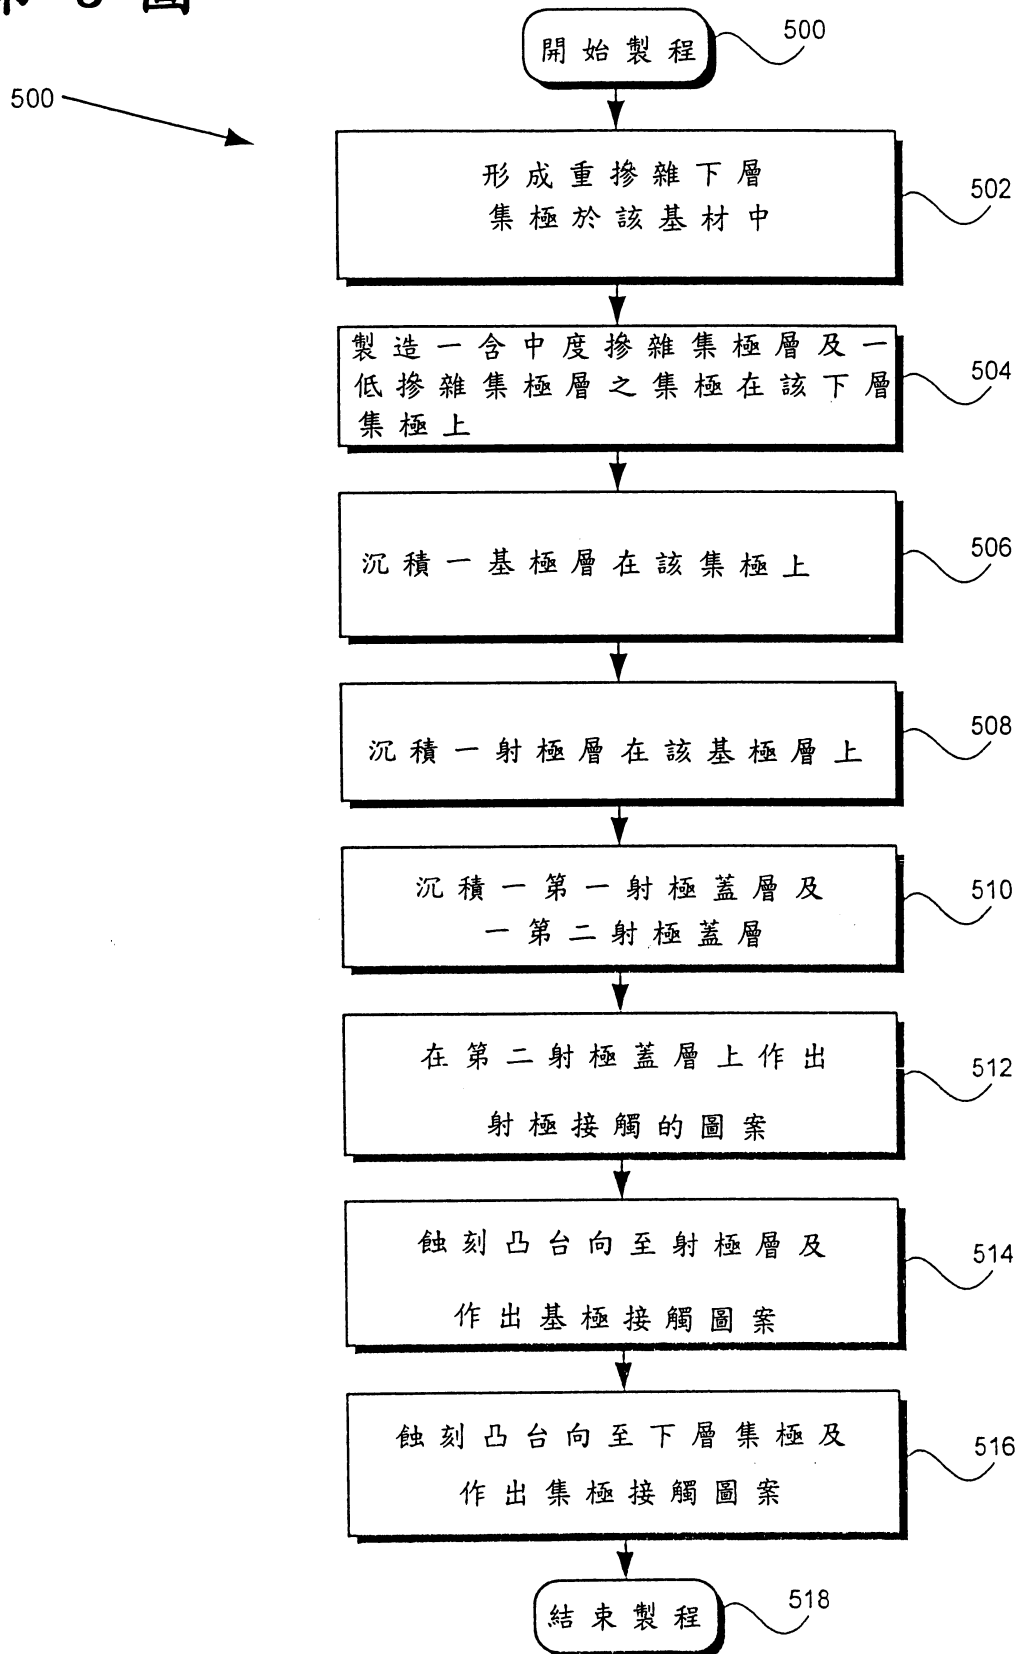 開始製程
500
500
形成重摻雜下層
集極於該基材中
502
製造一含中度摻雜集極層及一
低摻雜集極層之集極在該下層
集極上
504
沉積一基極層在該集極上
506
沉積一射極層在該基極層上
508
沉積一第一射極蓋層及
一第二射極蓋層
510
在第二射極蓋層上作出
射極接觸的圖案
512
蝕刻凸台向至射極層及
作出基極接觸圖案
514
蝕刻凸台向至下層集極及
作出集極接觸圖案
516
結束製程
518